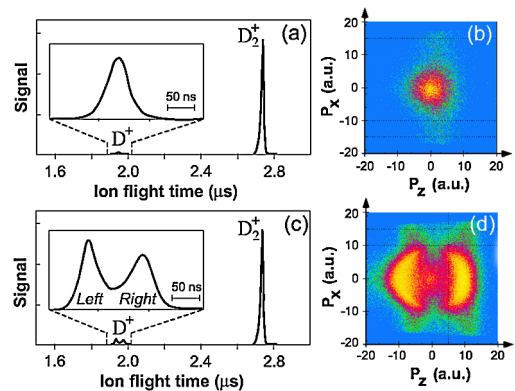 (a)
D₂⁺
50 ns
D⁺
Signal
1.6 2.0 2.4 2.8
Ion flight time (μs)
(b)
20
10
0
-10
-20
Pₓ (a.u.)
-20 -10 0 10 20
P_z (a.u.)
(c)
D₂⁺
Left Right
50 ns
D⁺
Signal
1.6 2.0 2.4 2.8
Ion flight time (μs)
(d)
20
10
0
-10
-20
Pₓ (a.u.)
-20 -10 0 10 20
P_z (a.u.)